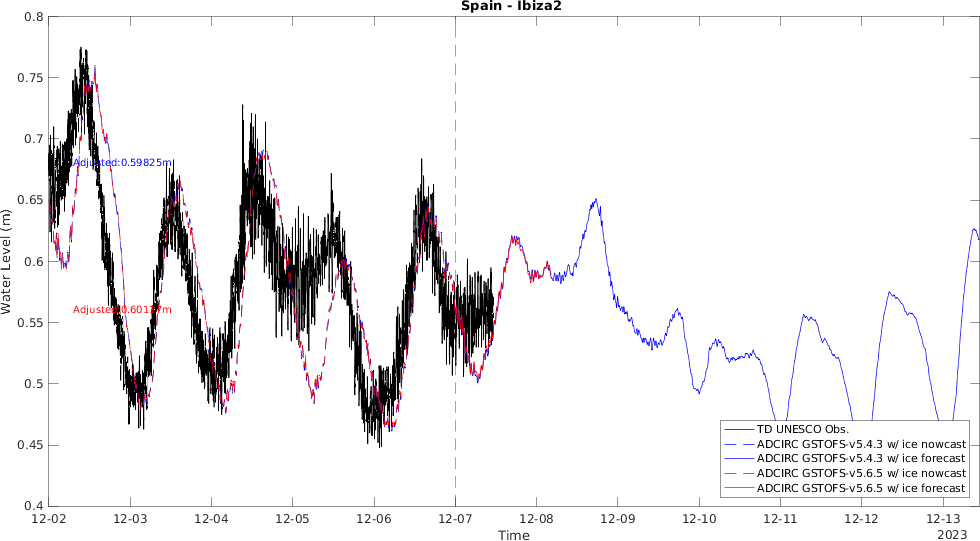 Spain - Ibiza2
0.8
0.75
0.7
0.65
0.6
0.55
0.5
0.45
0.4
Water Level (m)
Adjusted:0.59825m
TD UNESCO Obs.
ADCIRC GSTOFS-v5.4.3 w/ ice nowcast
ADCIRC GSTOFS-v5.4.3 w/ ice forecast
ADCIRC GSTOFS-v5.6.5 w/ ice nowcast
ADCIRC GSTOFS-v5.6.5 w/ ice forecast
12-02 12-03 12-04 12-05 12-06 12-07 12-08 12-09 12-10 12-11 12-12 12-13
Time
2023